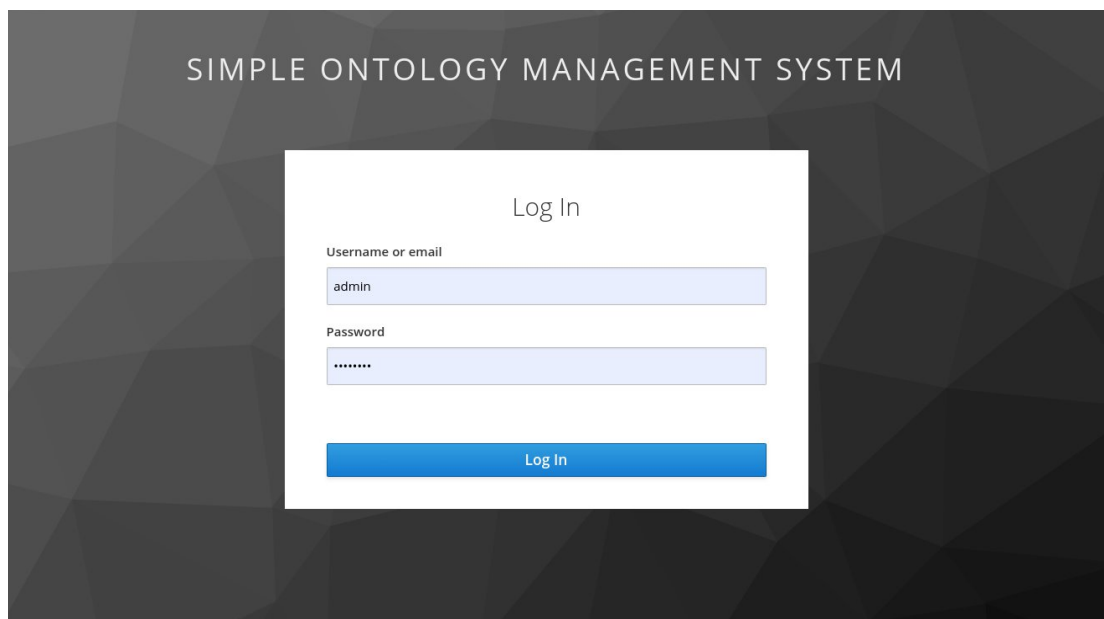 SIMPLE ONTOLOGY MANAGEMENT SYSTEM
Log In
Username or email
admin
Password
••••••••
Log In